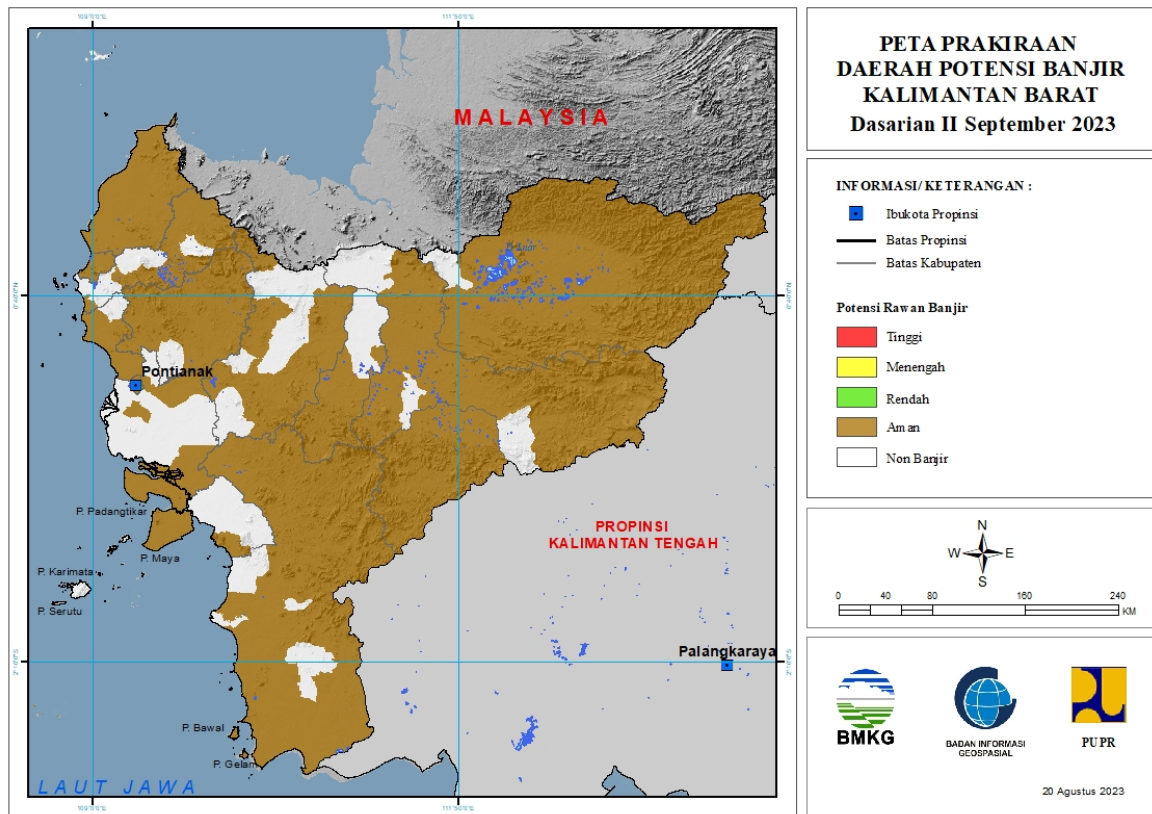 PETA PRAKIRAAN
DAERAH POTENSI BANJIR
KALIMANTAN BARAT
Dasarian II September 2023
INFORMASI/ KETERANGAN :
Ibukota Propinsi
Batas Propinsi
Batas Kabupaten
Potensi Rawan Banjir
Tinggi
Menengah
Rendah
Aman
Non Banjir
N
W E
S
0 40 80 160 240
KM
BMKG
BADAN INFORMASI
GEOSPASIAL
PUPR
20 Agustus 2023
MALAYSIA
Pontianak
P. Padangtikar
P. Maya
P. Karimata
P. Serutu
PROPINSI
KALIMANTAN TENGAH
Palangkaraya
P. Bawal
P. Gelam
LAUT JAWA